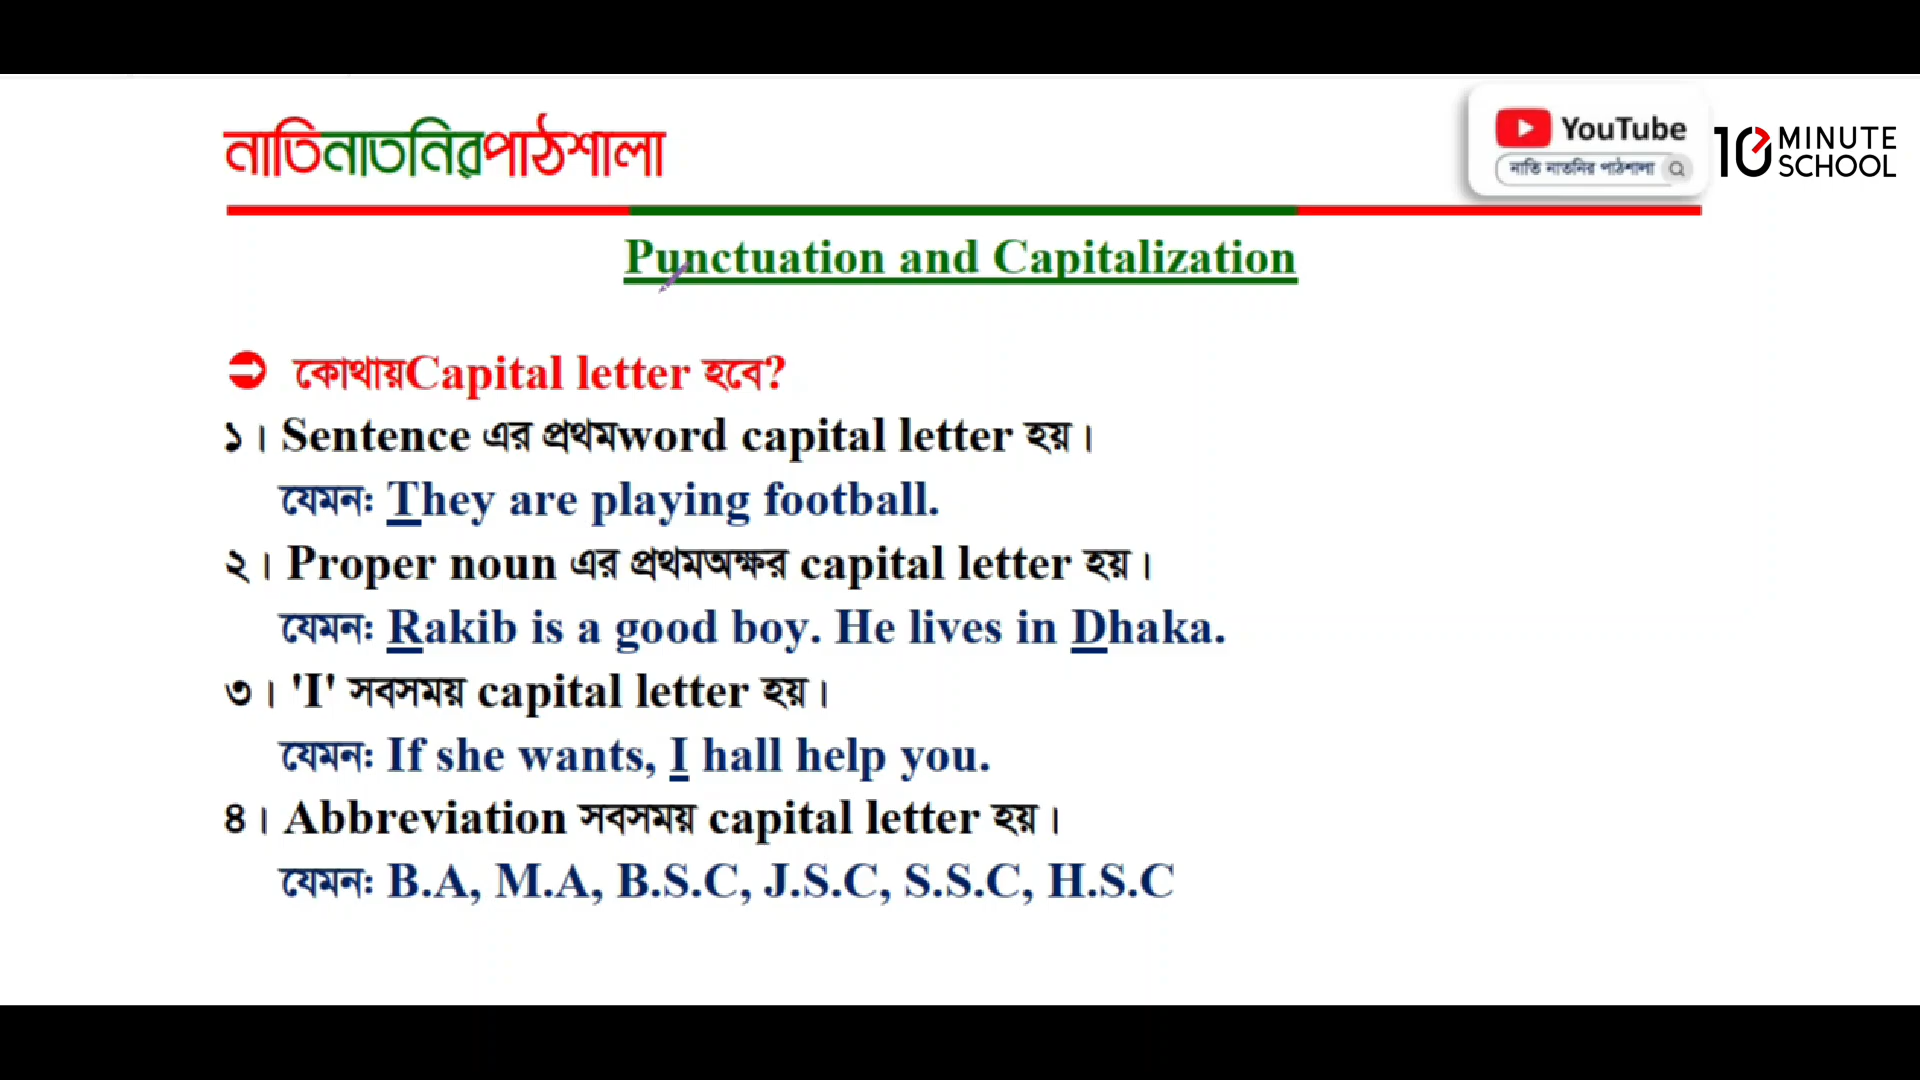 নাতিনাতনিরপাঠশালা
YouTube
নাতি নাতনির পাঠশালা
10 MINUTE SCHOOL
Punctuation and Capitalization
কোথায়Capital letter হবে?
১। Sentence এর প্রথমword capital letter হয়।
যেমনঃ They are playing football.
২। Proper noun এর প্রথমঅক্ষর capital letter হয়।
যেমনঃ Rakib is a good boy. He lives in Dhaka.
৩। 'I' সবসময় capital letter হয়।
যেমনঃ If she wants, I hall help you.
৪। Abbreviation সবসময় capital letter হয়।
যেমনঃ B.A, M.A, B.S.C, J.S.C, S.S.C, H.S.C